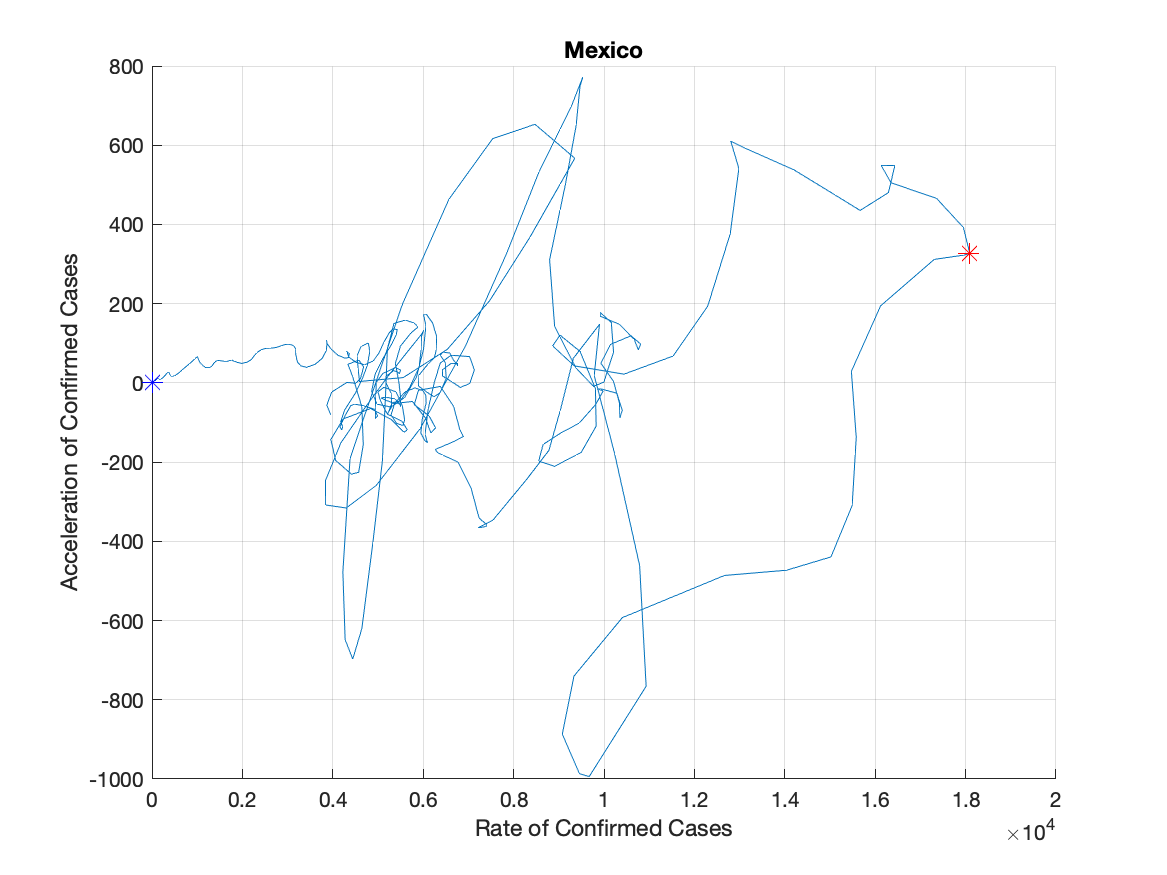 Mexico
800
600
400
200
0
-200
-400
-600
-800
-1000
Acceleration of Confirmed Cases
0 0.2 0.4 0.6 0.8 1 1.2 1.4 1.6 1.8 2
Rate of Confirmed Cases
×10⁴